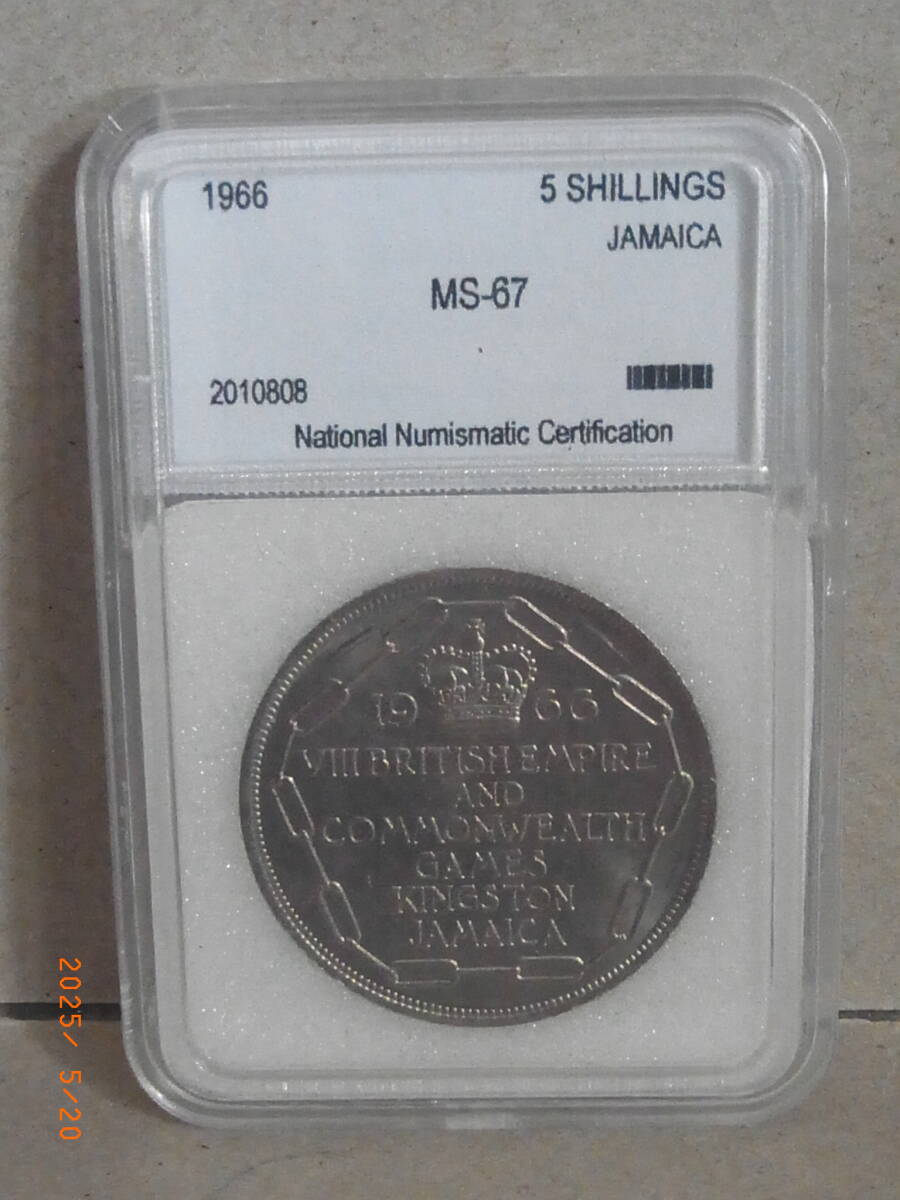 1966 5 SHILLINGS
JAMAICA
MS-67
2010808
National Numismatic Certification
19 66
VIII BRITISH EMPIRE
AND
COMMONWEALTH
GAMES
KINGSTON
JAMAICA
2025/ 5/20